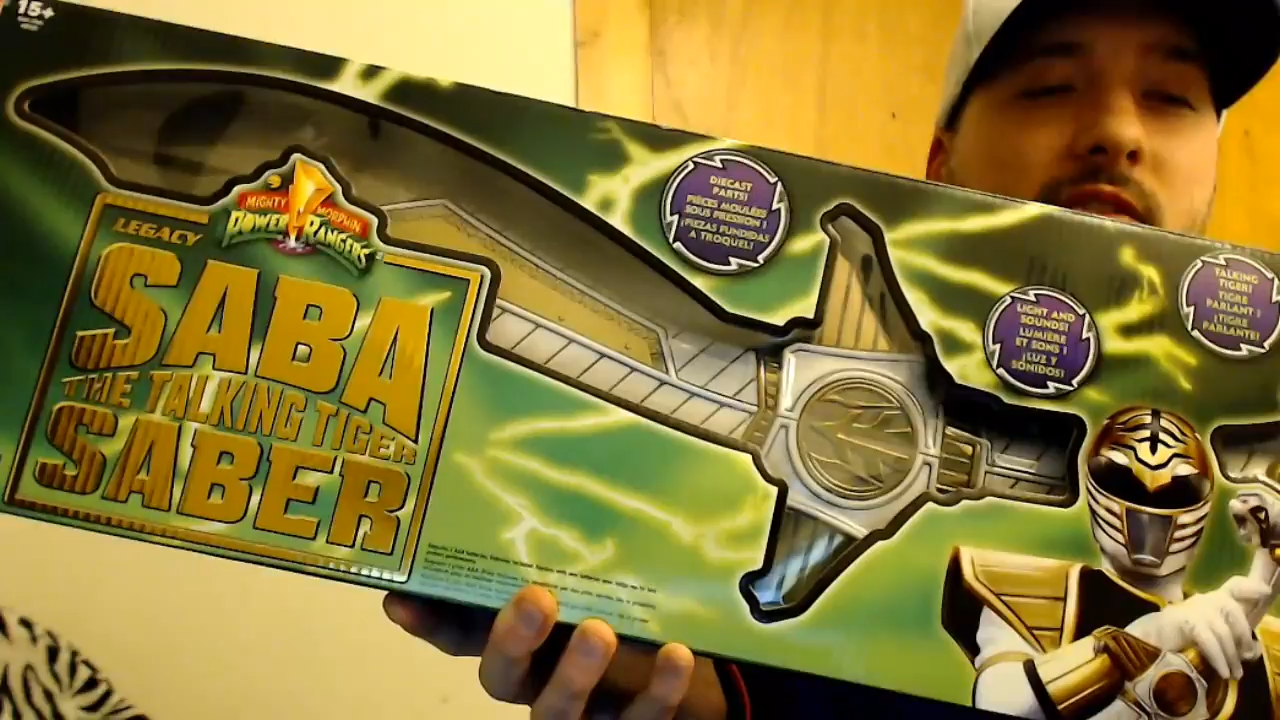 15+
MIGHTY MORPHIN
POWER RANGERS
LEGACY
SABA
THE TALKING TIGER
SABER
DIECAST
PARTS!
PIÈCES MOULÉES
SOUS PRESSION !
¡PIEZAS FUNDIDAS
A TROQUEL!
LIGHT AND
SOUNDS!
LUMIÈRE
ET SONS !
¡LUZ Y
SONIDOS!
TALKING
TIGER!
TIGRE
PARLANT !
¡TIGRE
PARLANTE!